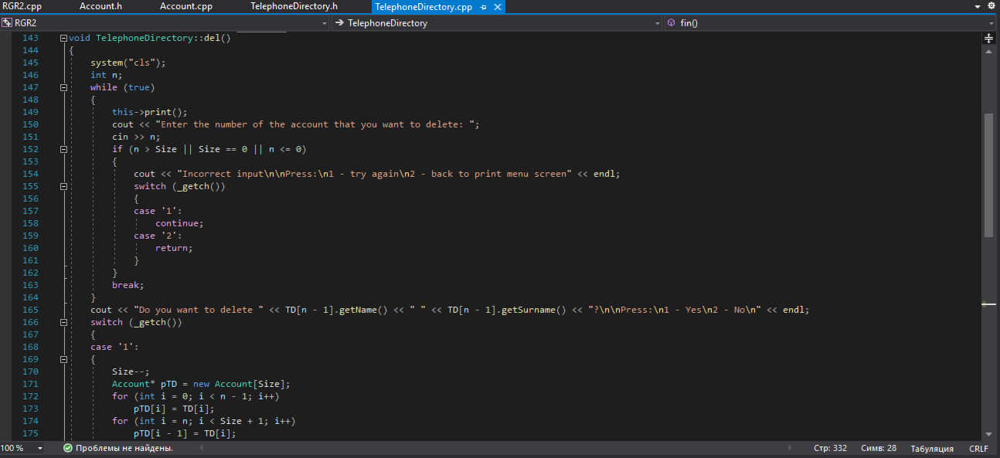 RGR2.cpp Account.h Account.cpp TelephoneDirectory.h TelephoneDirectory.cpp
RGR2 TelephoneDirectory fin()
143 void TelephoneDirectory::del()
144 {
145 system("cls");
146 int n;
147 while (true)
148 {
149 this->print();
150 cout << "Enter the number of the account that you want to delete: ";
151 cin >> n;
152 if (n > Size || Size == 0 || n <= 0)
153 {
154 cout << "Incorrect input\n\nPress:\n1 - try again\n2 - back to print menu screen" << endl;
155 switch (_getch())
156 {
157 case '1':
158 continue;
159 case '2':
160 return;
161 }
162 }
163 break;
164 }
165 cout << "Do you want to delete " << TD[n - 1].getName() << " " << TD[n - 1].getSurname() << "?\n\nPress:\n1 - Yes\n2 - No\n" << endl;
166 switch (_getch())
167 {
168 case '1':
169 {
170 Size--;
171 Account* pTD = new Account[Size];
172 for (int i = 0; i < n - 1; i++)
173 pTD[i] = TD[i];
174 for (int i = n; i < Size + 1; i++)
175 pTD[i - 1] = TD[i];
100 % Проблемы не найдены. Стр: 332 Симв: 28 Табуляция CRLF